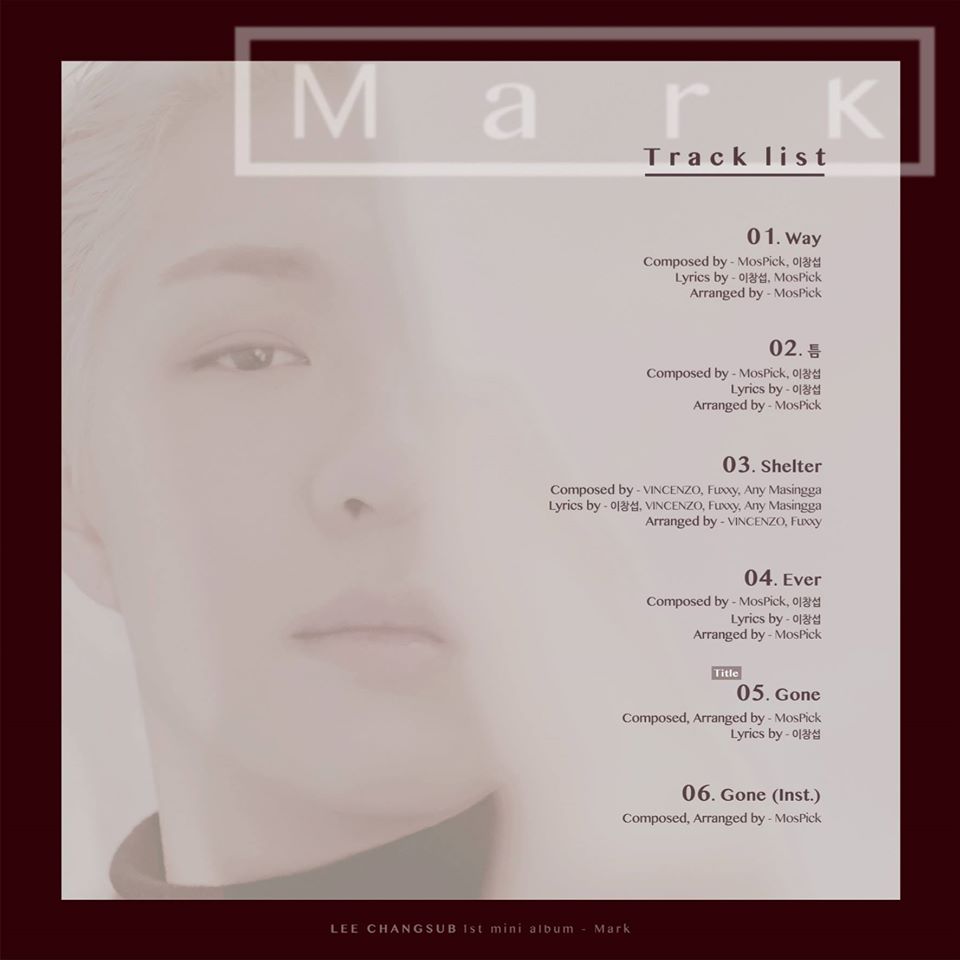 Mark
Track list
01. Way
Composed by - MosPick, 이창섭
Lyrics by - 이창섭, MosPick
Arranged by - MosPick
02. 틈
Composed by - MosPick, 이창섭
Lyrics by - 이창섭
Arranged by - MosPick
03. Shelter
Composed by - VINCENZO, Fuxxy, Any Masingga
Lyrics by - 이창섭, VINCENZO, Fuxxy, Any Masingga
Arranged by - VINCENZO, Fuxxy
04. Ever
Composed by - MosPick, 이창섭
Lyrics by - 이창섭
Arranged by - MosPick
Title
05. Gone
Composed, Arranged by - MosPick
Lyrics by - 이창섭
06. Gone (Inst.)
Composed, Arranged by - MosPick
LEE CHANGSUB 1st mini album - Mark